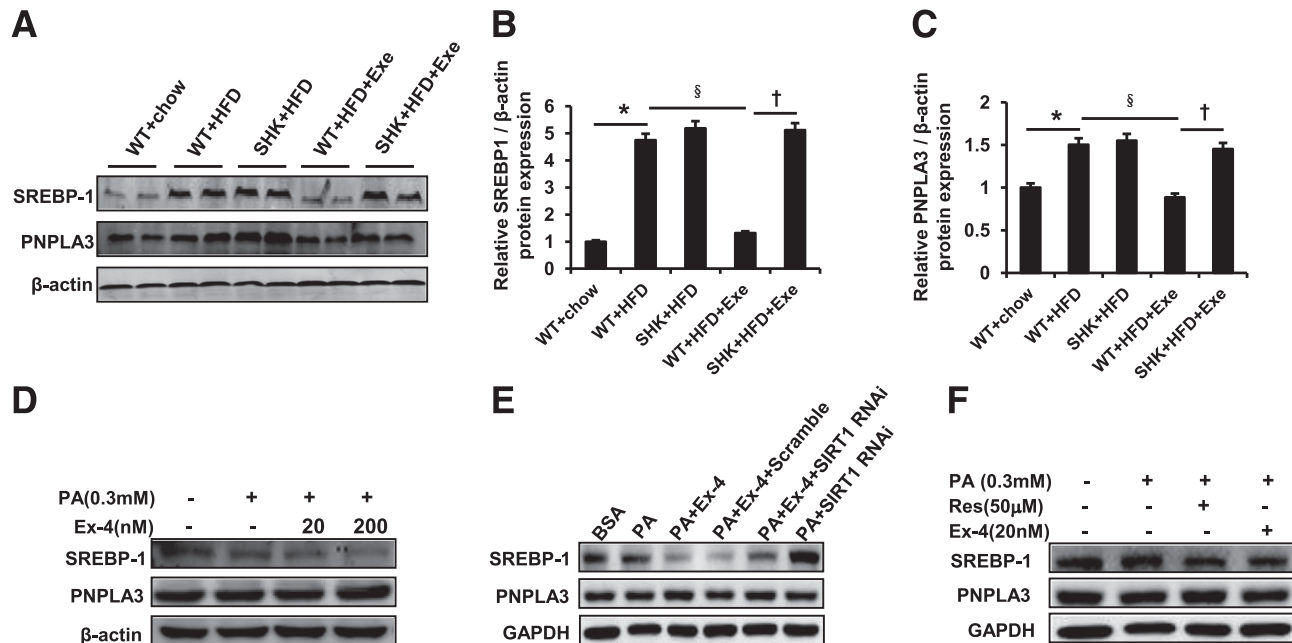 A
WT+chow
WT+HFD
SHK+HFD
WT+HFD+Exe
SHK+HFD+Exe
SREBP-1
PNPLA3
β-actin
B
Relative SREBP1 / β-actin
protein expression
6
5
4
3
2
1
0
*
§
†
WT+chow
WT+HFD
SHK+HFD
WT+HFD+Exe
SHK+HFD+Exe
C
Relative PNPLA3 / β-actin
protein expression
2
1.5
1
0.5
0
*
§
†
WT+chow
WT+HFD
SHK+HFD
WT+HFD+Exe
SHK+HFD+Exe
D
PA(0.3mM) - + + +
Ex-4(nM) - - 20 200
SREBP-1
PNPLA3
β-actin
E
BSA
PA
PA+Ex-4
PA+Ex-4+Scramble
PA+Ex-4+SIRT1 RNAi
PA+SIRT1 RNAi
SREBP-1
PNPLA3
GAPDH
F
PA (0.3mM) - + + +
Res(50μM) - - +
Ex-4(20nM) - - +
SREBP-1
PNPLA3
GAPDH